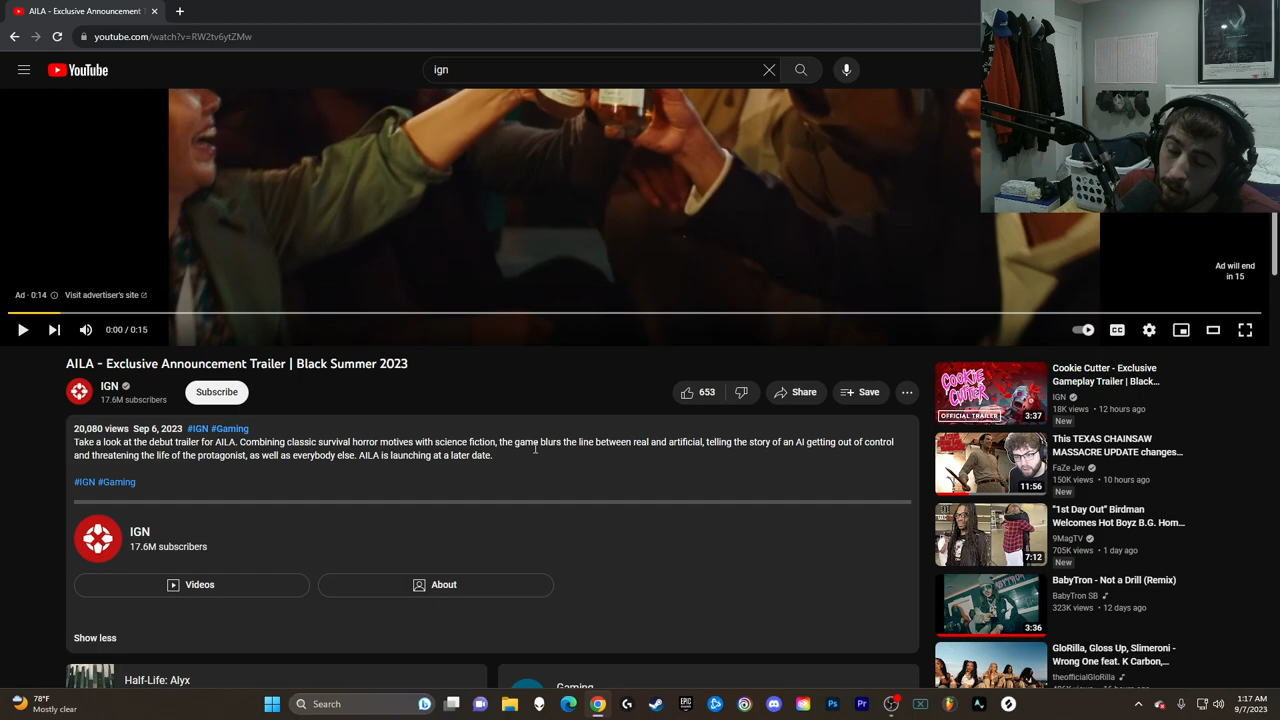 AILA - Exclusive Announcement T
youtube.com/watch?v=RW2tv6ytZMw
YouTube
ign
Ad · 0:14
Visit advertiser's site
Ad will end
in 15
0:00 / 0:15
CC
AILA - Exclusive Announcement Trailer | Black Summer 2023
IGN
17.6M subscribers
Subscribe
653
Share
Save
20,080 views Sep 6, 2023 #IGN #Gaming
Take a look at the debut trailer for AILA. Combining classic survival horror motives with science fiction, the game blurs the line between real and artificial, telling the story of an AI getting out of control
and threatening the life of the protagonist, as well as everybody else. AILA is launching at a later date.
#IGN #Gaming
IGN
17.6M subscribers
Videos
About
Show less
Half-Life: Alyx
Gaming
COOKIE CUTTER
OFFICIAL TRAILER
3:37
Cookie Cutter - Exclusive
Gameplay Trailer | Black...
IGN
18K views • 12 hours ago
New
11:56
This TEXAS CHAINSAW
MASSACRE UPDATE changes...
FaZe Jev
150K views • 10 hours ago
New
7:12
"1st Day Out" Birdman
Welcomes Hot Boyz B.G. Hom...
9MagTV
705K views • 1 day ago
New
3:36
BabyTron - Not a Drill (Remix)
BabyTron SB
323K views • 12 days ago
GloRilla, Gloss Up, Slimeroni -
Wrong One feat. K Carbon,...
theofficialGloRilla
78°F
Mostly clear
Search
EPIC
GAMES
Ps
Pr
1:17 AM
9/7/2023